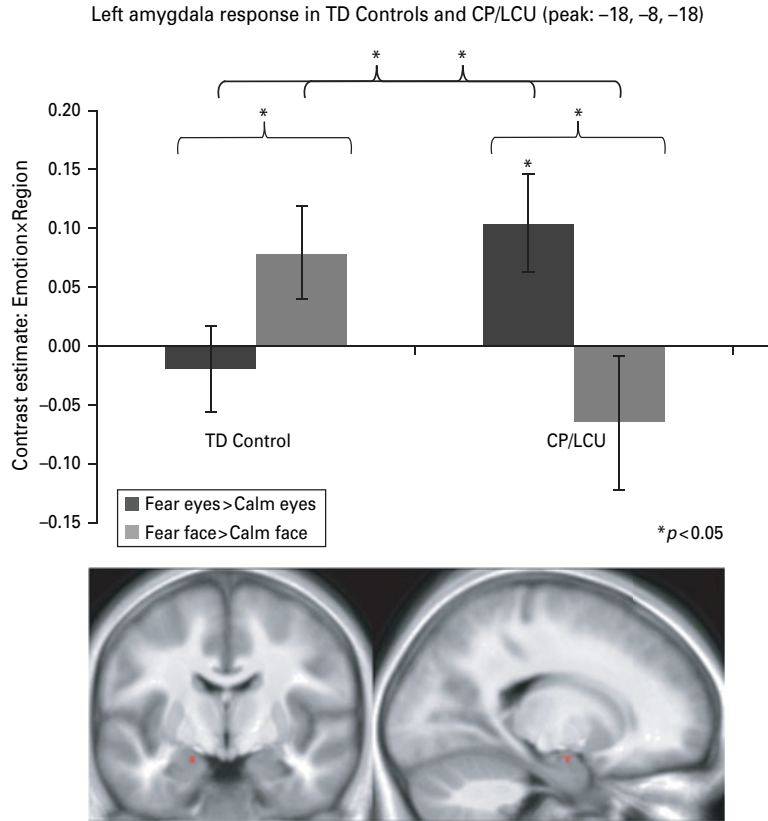 Left amygdala response in TD Controls and CP/LCU (peak: –18, –8, –18)
* *
0.20
* *
0.15
*
0.10
0.05
0.00
–0.05
–0.10
–0.15
Contrast estimate: Emotion×Region
TD Control
CP/LCU
Fear eyes>Calm eyes
Fear face>Calm face
*p<0.05